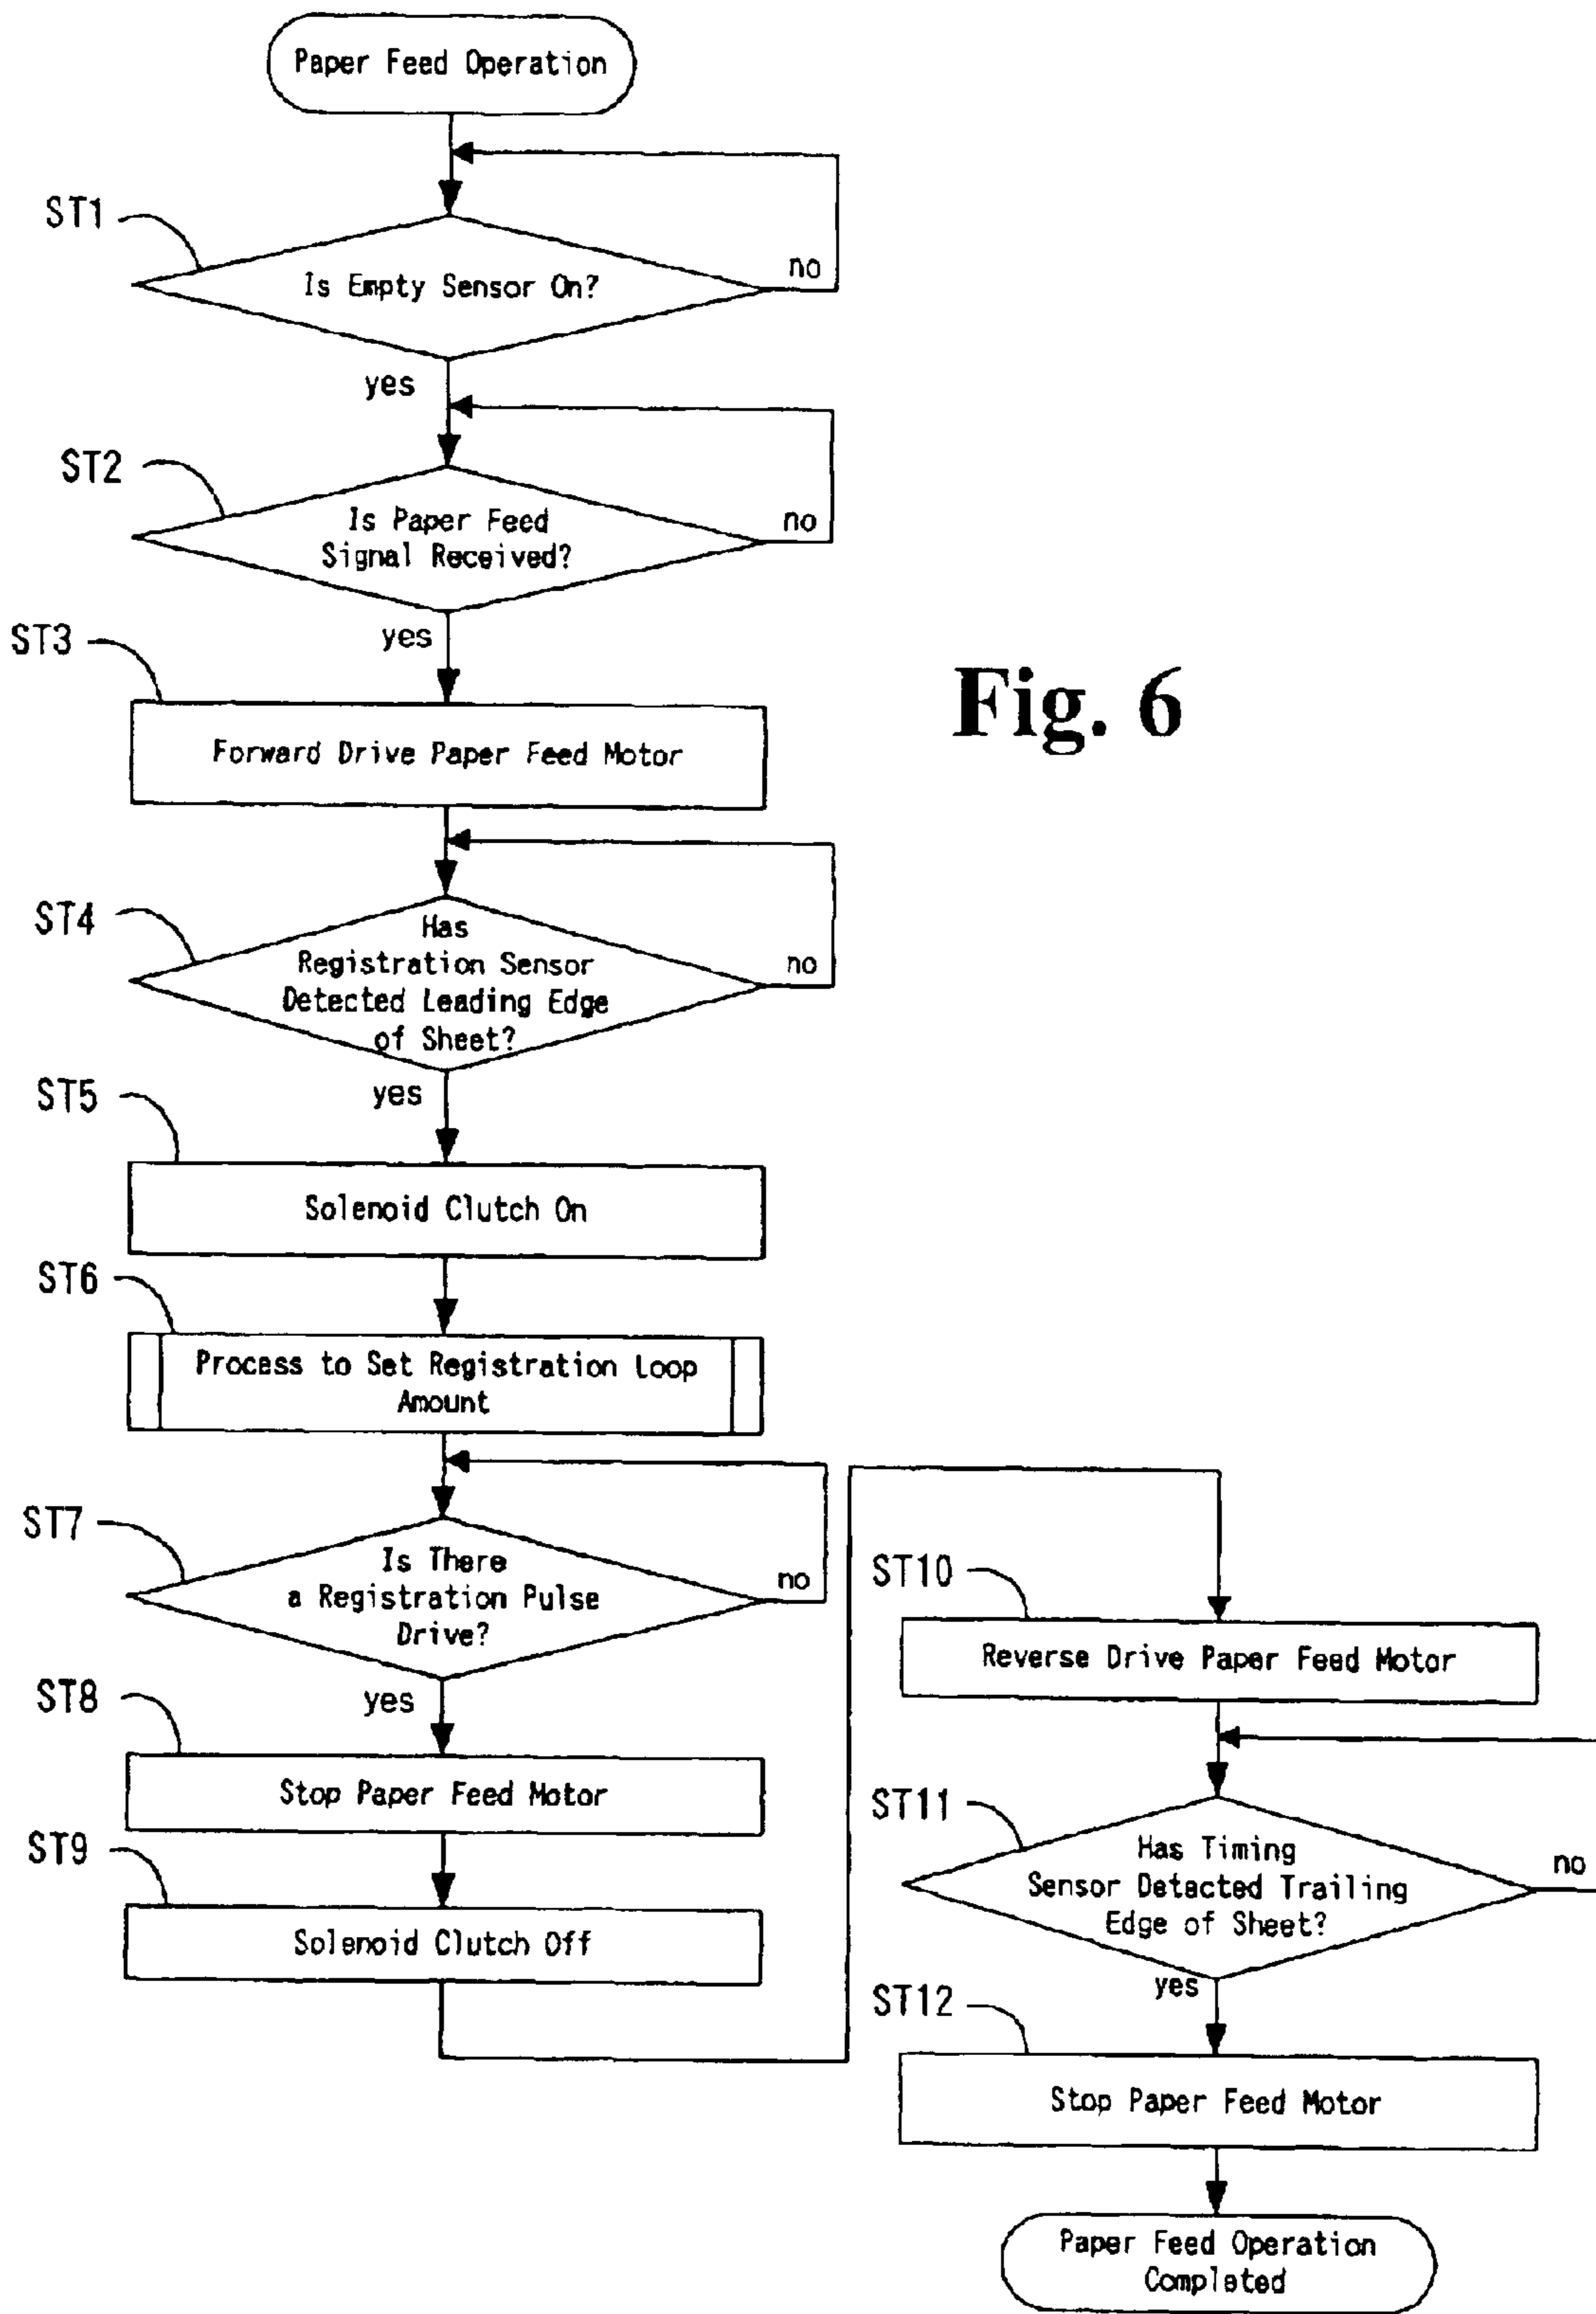 Paper Feed Operation
ST1
Is Empty Sensor On?
no
yes
ST2
Is Paper Feed
Signal Received?
no
yes
ST3
Forward Drive Paper Feed Motor
Fig. 6
ST4
Has
Registration Sensor
Detected Leading Edge
of Sheet?
no
yes
ST5
Solenoid Clutch On
ST6
Process to Set Registration Loop
Amount
ST7
Is There
a Registration Pulse
Drive?
no
yes
ST8
Stop Paper Feed Motor
ST9
Solenoid Clutch Off
ST10
Reverse Drive Paper Feed Motor
ST11
Has Timing
Sensor Detected Trailing
Edge of Sheet?
no
yes
ST12
Stop Paper Feed Motor
Paper Feed Operation
Completed